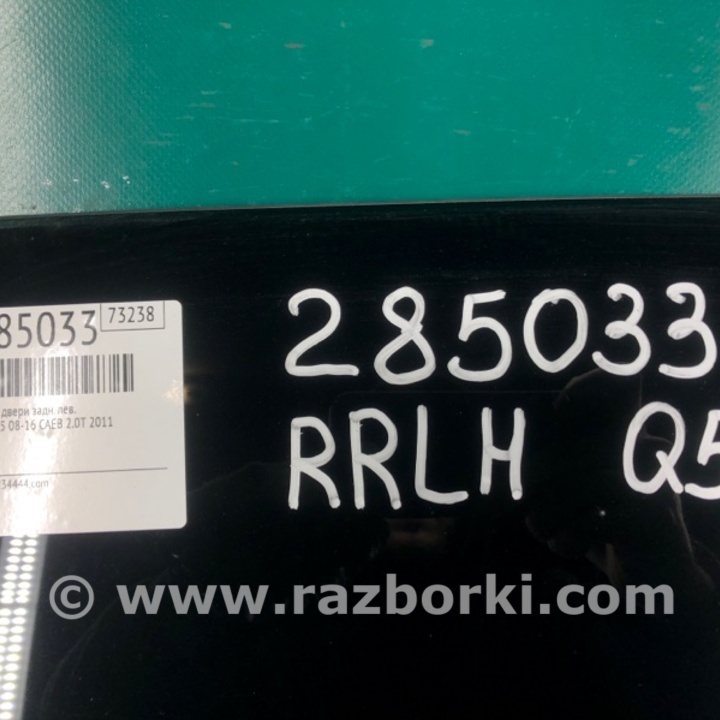 85033
73238
двери задн. лев.
5 08-16 CAEB 2.0T 2011
34444.com
285033
RRLH Q5
© www.razborki.com